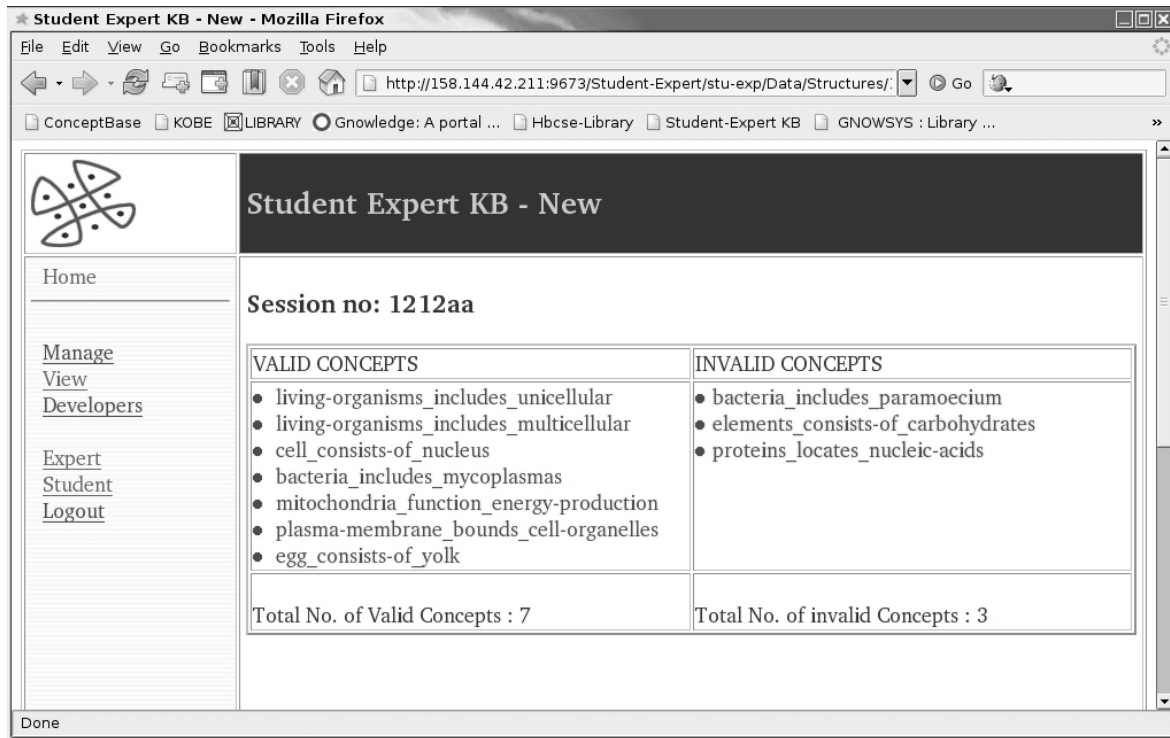 Student Expert KB - New - Mozilla Firefox
File Edit View Go Bookmarks Tools Help
http://158.144.42.211:9673/Student-Expert/stu-exp/Data/Structures/ Go
ConceptBase KOBE LIBRARY Gnowledge: A portal ... Hbcse-Library Student-Expert KB GNOWSYS : Library ... »
Student Expert KB - New
Home
Manage
View
Developers
Expert
Student
Logout
Session no: 1212aa
VALID CONCEPTS
• living-organisms_includes_unicellular
• living-organisms_includes_multicellular
• cell_consists-of_nucleus
• bacteria_includes_mycoplasmas
• mitochondria_function_energy-production
• plasma-membrane_bounds_cell-organelles
• egg_consists-of_yolk
Total No. of Valid Concepts : 7
INVALID CONCEPTS
• bacteria_includes_paramoecium
• elements_consists-of_carbohydrates
• proteins_locates_nucleic-acids
Total No. of invalid Concepts : 3
Done